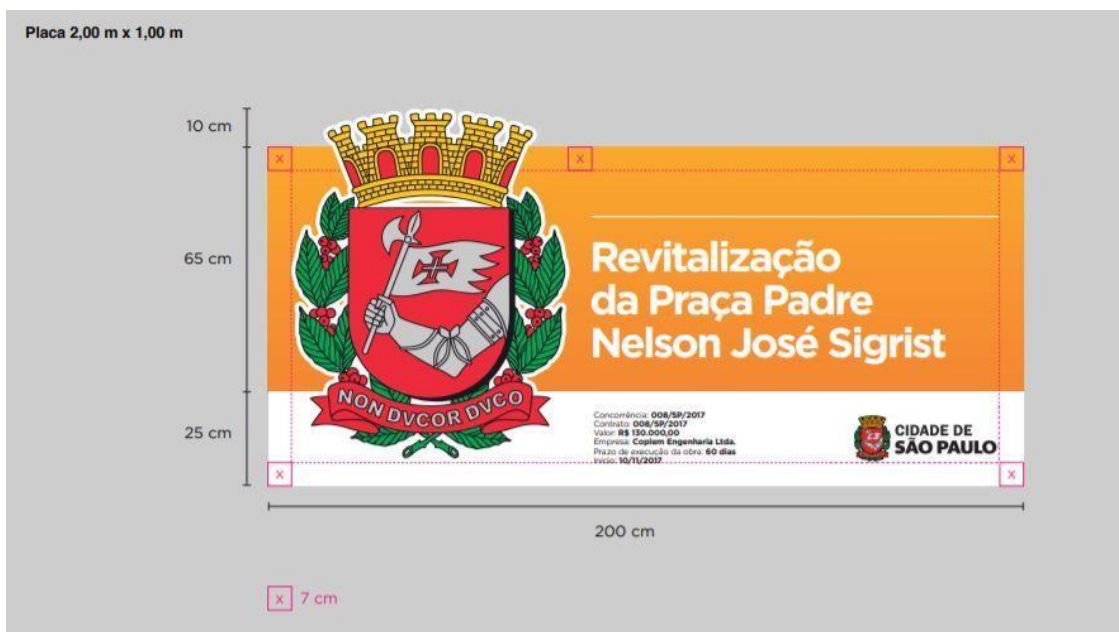 Placa 2,00 m x 1,00 m
10 cm
x
x
x
65 cm
Revitalização
da Praça Padre
Nelson José Sigrist
NON DVCOR DVCO
25 cm
Concorrência: 008/SP/2017
Contrato: 008/SP/2017
Valor: R$ 130.000,00
Empresa: Coplem Engenharia Ltda.
Prazo de execução da obra: 60 dias
Início: 10/11/2017
CIDADE DE
SÃO PAULO
x
x
200 cm
x 7 cm